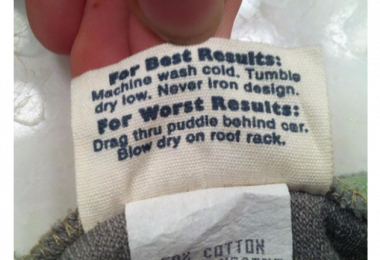 For Best Results:
Machine wash cold. Tumble
dry low. Never iron design.
For Worst Results:
Drag thru puddle behind car.
Blow dry on roof rack.
COTTON